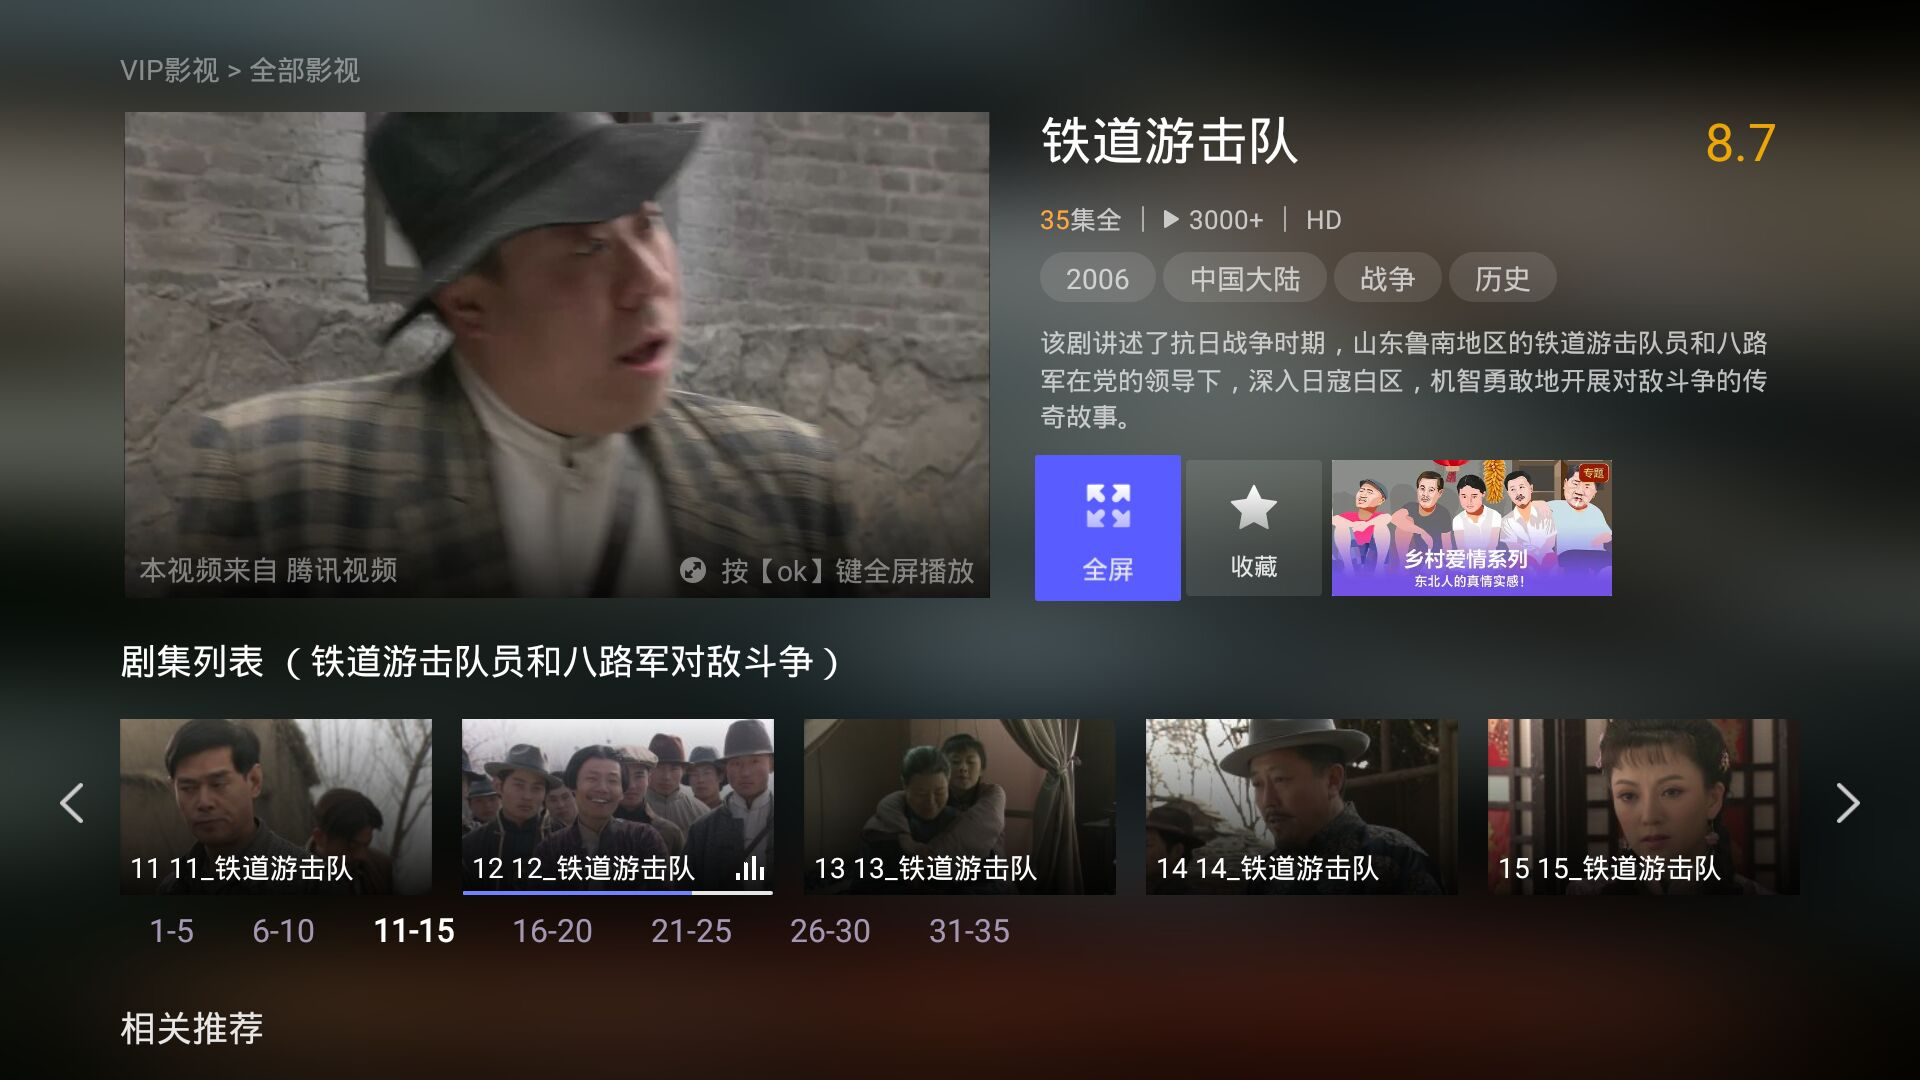 VIP影视 > 全部影视
本视频来自 腾讯视频
按【ok】键全屏播放
铁道游击队
8.7
35集全 | 3000+ | HD
2006 中国大陆 战争 历史
该剧讲述了抗日战争时期，山东鲁南地区的铁道游击队员和八路
军在党的领导下，深入日寇白区，机智勇敢地开展对敌斗争的传
奇故事。
全屏
收藏
专题
乡村爱情系列
东北人的真情实感！
剧集列表 （铁道游击队员和八路军对敌斗争）
11 11_铁道游击队
12 12_铁道游击队
13 13_铁道游击队
14 14_铁道游击队
15 15_铁道游击队
1-5 6-10 11-15 16-20 21-25 26-30 31-35
相关推荐